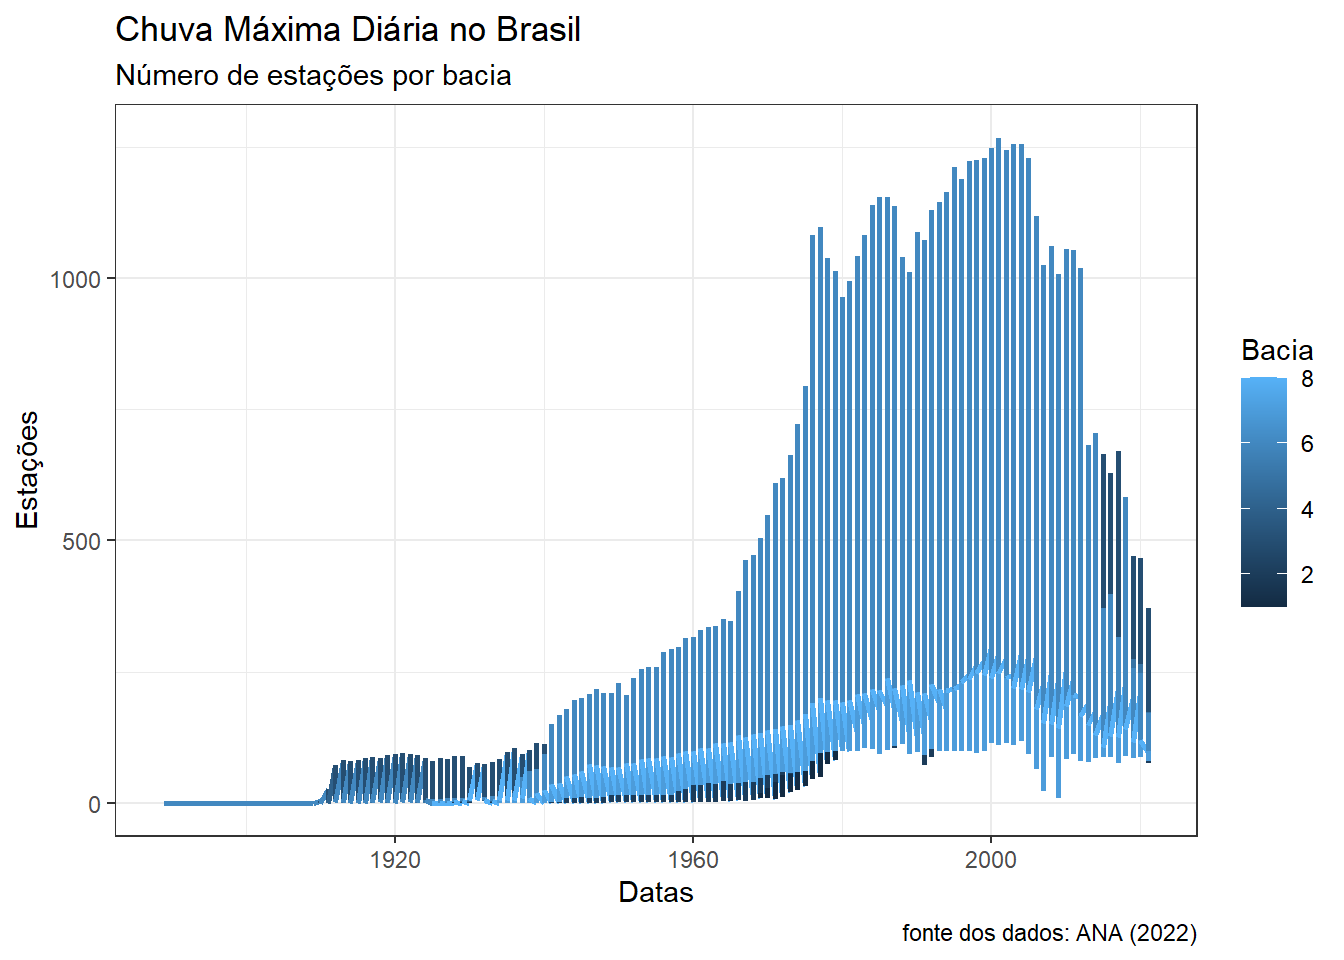 Chuva Máxima Diária no Brasil
Número de estações por bacia
Estações
1000
500
0
1920
1960
2000
Datas
Bacia
8
6
4
2
fonte dos dados: ANA (2022)